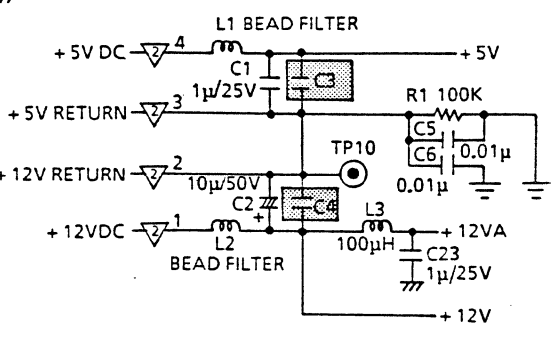 L1 BEAD FILTER
+ 5V DC 2 4 + 5V
C1 1µ/25V
C3
+ 5V RETURN 2 3
R1 100K
C5
C6 0.01µ
0.01µ
TP10
+ 12V RETURN 2 2
10µ/50V
C2 +
C4
+ 12VDC 2 1
L2
BEAD FILTER
L3
100µH
+ 12VA
C23
1µ/25V
+ 12V